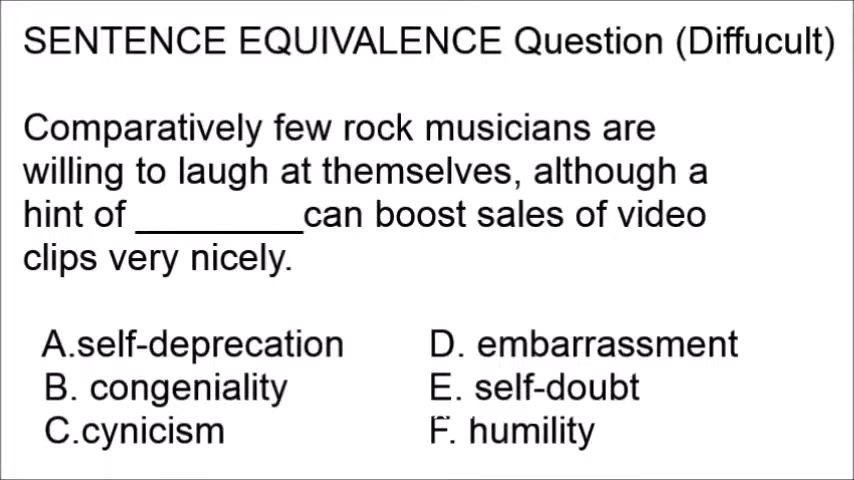 SENTENCE EQUIVALENCE Question (Diffucult)
Comparatively few rock musicians are
willing to laugh at themselves, although a
hint of _________can boost sales of video
clips very nicely.
A.self-deprecation
B. congeniality
C.cynicism
D. embarrassment
E. self-doubt
F. humility